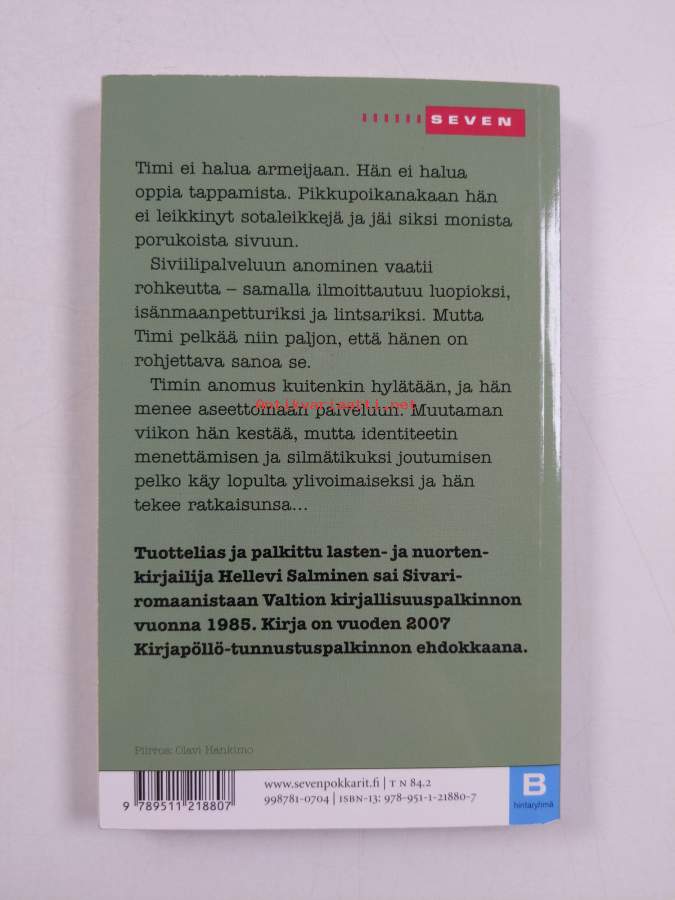 SEVEN
Timi ei halua armeijaan. Hän ei halua
oppia tappamista. Pikkupoikanakaan hän
ei leikkinyt sotaleikkejä ja jäi siksi monista
porukoista sivuun.
Siviilipalveluun anominen vaatii
rohkeutta – samalla ilmoittautuu luopioksi,
isänmaanpetturiksi ja lintsariksi. Mutta
Timi pelkää niin paljon, että hänen on
rohjettava sanoa se.
Timin anomus kuitenkin hylätään, ja hän
menee aseettomaan palveluun. Muutaman
Antikvariaatti.net
viikon hän kestää, mutta identiteetin
menettämisen ja silmätikuksi joutumisen
pelko käy lopulta ylivoimaiseksi ja hän
tekee ratkaisunsa...
Tuottelias ja palkittu lasten- ja nuorten-
kirjailija Hellevi Salminen sai Sivari-
romaanistaan Valtion kirjallisuuspalkinnon
vuonna 1985. Kirja on vuoden 2007
Kirjapöllö-tunnustuspalkinnon ehdokkaana.
Piirros: Olavi Hankimo
www.sevenpokkarit.fi | T N 84.2
998781-0704 | ISBN-13: 978-951-1-21880-7
9 789511 218807
B
hintaryhmä